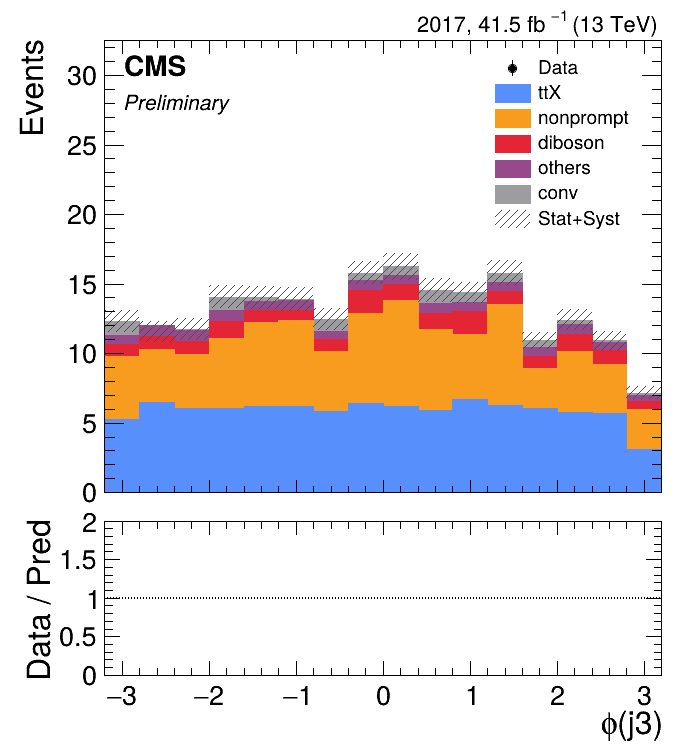 2017, 41.5 fb⁻¹ (13 TeV)
CMS
Preliminary
Events
30
25
20
15
10
5
0
Data
ttX
nonprompt
diboson
others
conv
Stat+Syst
Data / Pred
2
1.5
1
0.5
0
−3 −2 −1 0 1 2 3
ϕ(j3)